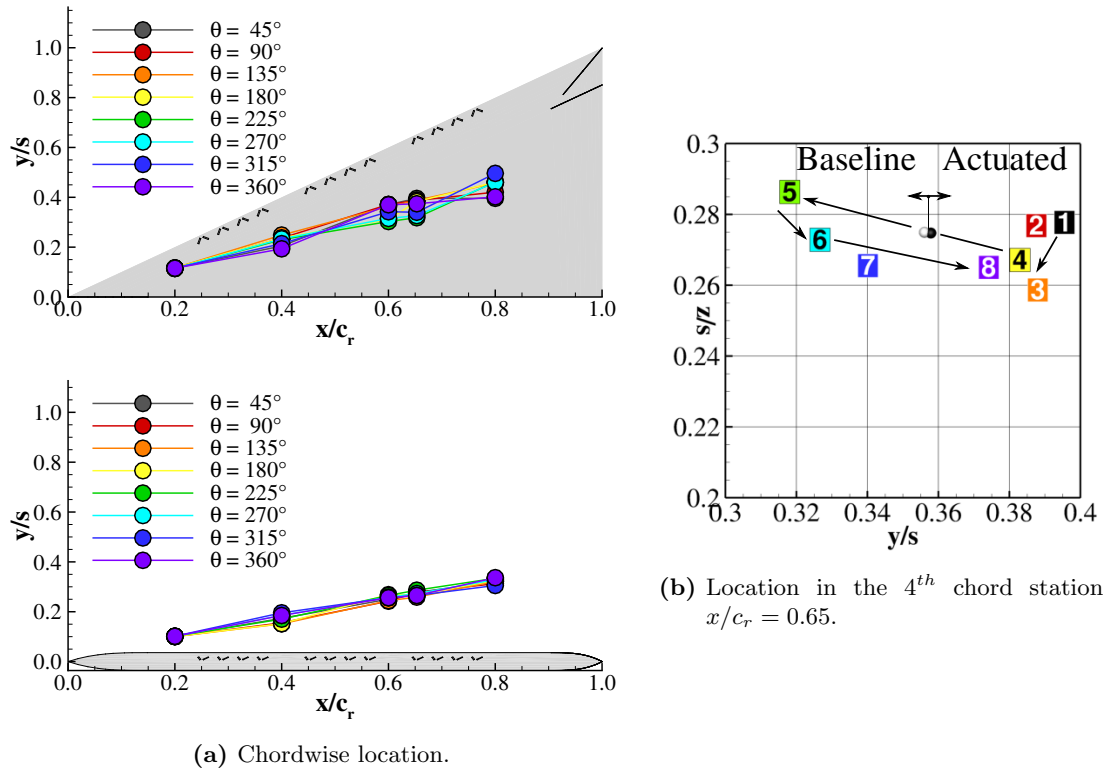 1.0
0.8
0.6
0.4
0.2
0.0
y/s
θ = 45°
θ = 90°
θ = 135°
θ = 180°
θ = 225°
θ = 270°
θ = 315°
θ = 360°
0.0 0.2 0.4 0.6 0.8 1.0
x/c_r
1.0
0.8
0.6
0.4
0.2
0.0
y/s
θ = 45°
θ = 90°
θ = 135°
θ = 180°
θ = 225°
θ = 270°
θ = 315°
θ = 360°
0.0 0.2 0.4 0.6 0.8 1.0
x/c_r
(a) Chordwise location.
0.3
0.28
0.26
0.24
0.22
0.2
z/s
Baseline Actuated
5
2 1
6
4
7 8
3
0.3 0.32 0.34 0.36 0.38 0.4
y/s
(b) Location in the 4th chord station
x/c_r = 0.65.